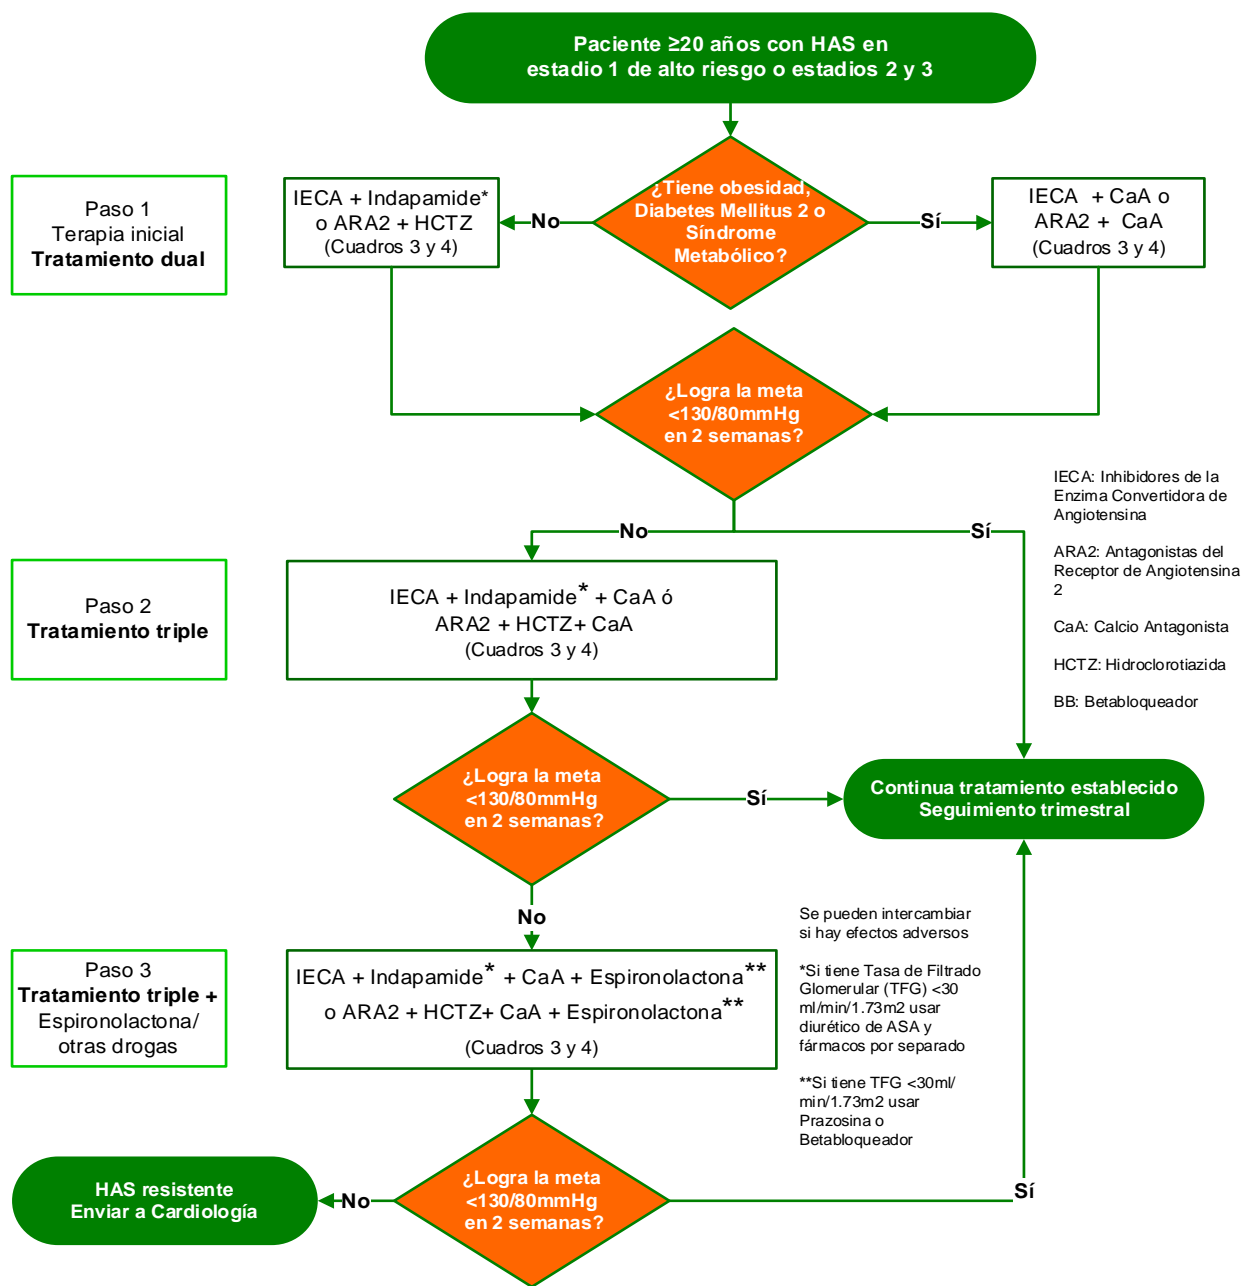 Paciente ≥20 años con HAS en
estadio 1 de alto riesgo o estadios 2 y 3
Paso 1
Terapia inicial
Tratamiento dual
IECA + Indapamide*
o ARA2 + HCTZ
(Cuadros 3 y 4)
No
¿Tiene obesidad,
Diabetes Mellitus 2 o
Síndrome
Metabólico?
Sí
IECA + CaA o
ARA2 + CaA
(Cuadros 3 y 4)
¿Logra la meta
<130/80mmHg
en 2 semanas?
No
Sí
IECA: Inhibidores de la
Enzima Convertidora de
Angiotensina
ARA2: Antagonistas del
Receptor de Angiotensina
2
CaA: Calcio Antagonista
HCTZ: Hidroclorotiazida
BB: Betabloqueador
Paso 2
Tratamiento triple
IECA + Indapamide* + CaA ó
ARA2 + HCTZ+ CaA
(Cuadros 3 y 4)
¿Logra la meta
<130/80mmHg
en 2 semanas?
Sí
Continua tratamiento establecido
Seguimiento trimestral
No
Paso 3
Tratamiento triple +
Espironolactona/
otras drogas
IECA + Indapamide* + CaA + Espironolactona**
o ARA2 + HCTZ+ CaA + Espironolactona**
(Cuadros 3 y 4)
Se pueden intercambiar
si hay efectos adversos
*Si tiene Tasa de Filtrado
Glomerular (TFG) <30
ml/min/1.73m2 usar
diurético de ASA y
fármacos por separado
**Si tiene TFG <30ml/
min/1.73m2 usar
Prazosina o
Betabloqueador
HAS resistente
Enviar a Cardiología
No
¿Logra la meta
<130/80mmHg
en 2 semanas?
Sí